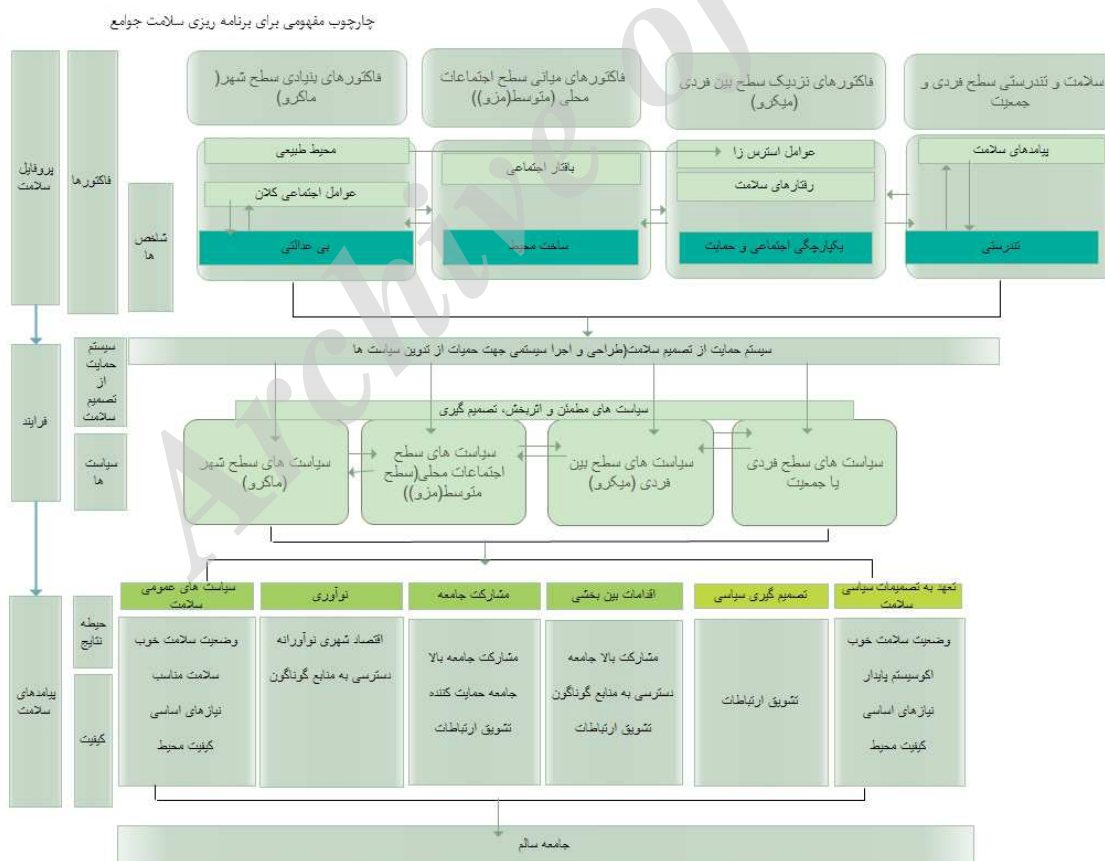 چارچوب مفهومی برای برنامه ریزی سلامت جوامع
سلامت و تندرستی سطح فردی و
جمعیت
فاکتورهای نزدیک سطح بین فردی
(میکرو)
فاکتورهای میانی سطح اجتماعات
محلی (متوسط(مزو))
فاکتورهای بنیادی سطح شهر(
ماکرو)
فاکتورها
پروفایل
سلامت
پیامدهای سلامت
عوامل استرس زا
بافتار اجتماعی
محیط طبیعی
رفتارهای سلامت
عوامل اجتماعی کلان
شاخص
ها
تندرستی
یکپارچگی اجتماعی و حمایت
ساخت محیط
بی عدالتی
سیستم حمایت از تصمیم سلامت(طراحی و اجرا سیستمی جهت حمیات از تدوین سیاست ها
سیستم
حمایت
از
تصمیم
سلامت
فرایند
سیاست های مطمئن و اثربخش، تصمیم گیری
سیاست های سطح فردی
یا جمعیت
سیاست های سطح بین
فردی (میکرو)
سیاست های سطح
اجتماعات محلی(سطح
متوسط(مزو))
سیاست های سطح شهر
(ماکرو)
سیاست
ها
تعهد به تصمیمات سیاسی
سلامت
تصمیم گیری سیاسی
اقدامات بین بخشی
مشارکت جامعه
نوآوری
سیاست های عمومی
سلامت
حیطه
نتایج
پیامدهای
سلامت
وضعیت سلامت خوب
اکوسیستم پایدار
نیازهای اساسی
کیفیت محیط
تشویق ارتباطات
مشارکت بالا جامعه
دسترسی به منابع گوناگون
تشویق ارتباطات
مشارکت جامعه بالا
جامعه حمایت کننده
تشویق ارتباطات
اقتصاد شهری نوآورانه
دسترسی به منابع گوناگون
وضعیت سلامت خوب
سلامت مناسب
نیازهای اساسی
کیفیت محیط
کیفیت
جامعه سالم
Archive of